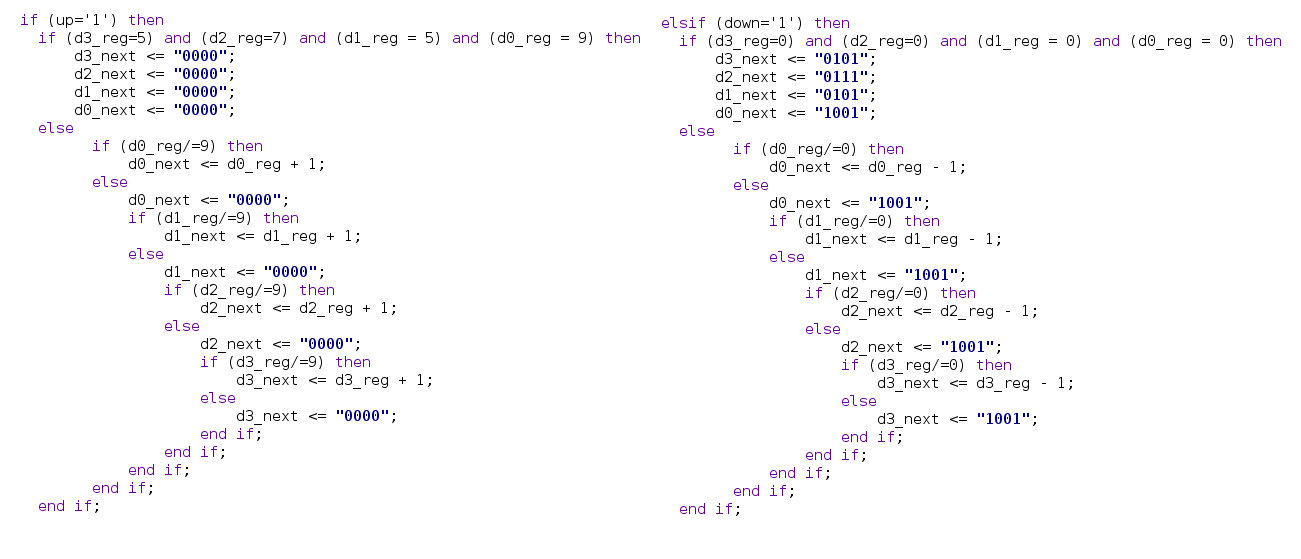 if (up='1') then
  if (d3_reg=5) and (d2_reg=7) and (d1_reg = 5) and (d0_reg = 9) then
      d3_next <= "0000";
      d2_next <= "0000";
      d1_next <= "0000";
      d0_next <= "0000";
  else
        if (d0_reg/=9) then
            d0_next <= d0_reg + 1;
        else
            d0_next <= "0000";
            if (d1_reg/=9) then
                d1_next <= d1_reg + 1;
            else
                d1_next <= "0000";
                if (d2_reg/=9) then
                    d2_next <= d2_reg + 1;
                else
                    d2_next <= "0000";
                    if (d3_reg/=9) then
                        d3_next <= d3_reg + 1;
                    else
                        d3_next <= "0000";
                    end if;
                end if;
            end if;
        end if;
  end if;
elsif (down='1') then
  if (d3_reg=0) and (d2_reg=0) and (d1_reg = 0) and (d0_reg = 0) then
      d3_next <= "0101";
      d2_next <= "0111";
      d1_next <= "0101";
      d0_next <= "1001";
  else
        if (d0_reg/=0) then
            d0_next <= d0_reg - 1;
        else
            d0_next <= "1001";
            if (d1_reg/=0) then
                d1_next <= d1_reg - 1;
            else
                d1_next <= "1001";
                if (d2_reg/=0) then
                    d2_next <= d2_reg - 1;
                else
                    d2_next <= "1001";
                    if (d3_reg/=0) then
                        d3_next <= d3_reg - 1;
                    else
                        d3_next <= "1001";
                    end if;
                end if;
            end if;
        end if;
  end if;